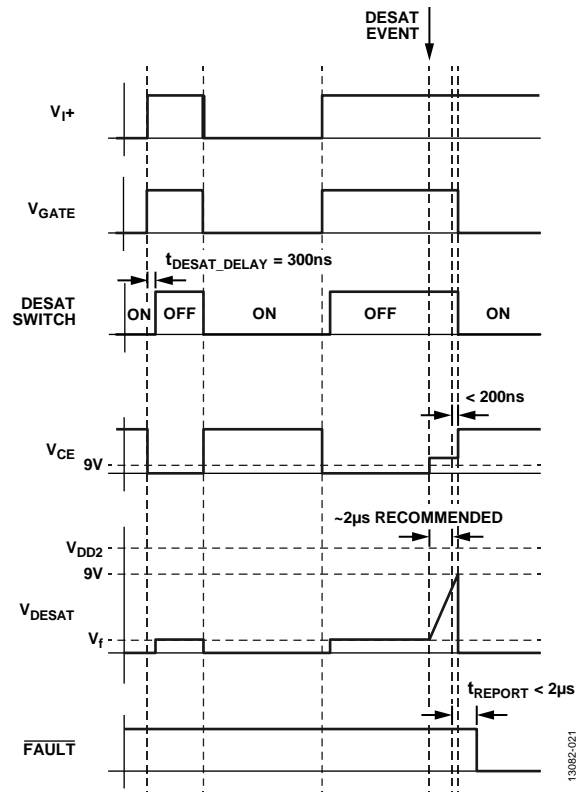 DESAT
EVENT
VI+
VGATE
tDESAT_DELAY = 300ns
DESAT
SWITCH
ON OFF ON OFF ON
< 200ns
VCE
9V
~2µs RECOMMENDED
VDD2
9V
VDESAT
Vf
tREPORT < 2µs
FAULT
13082-021